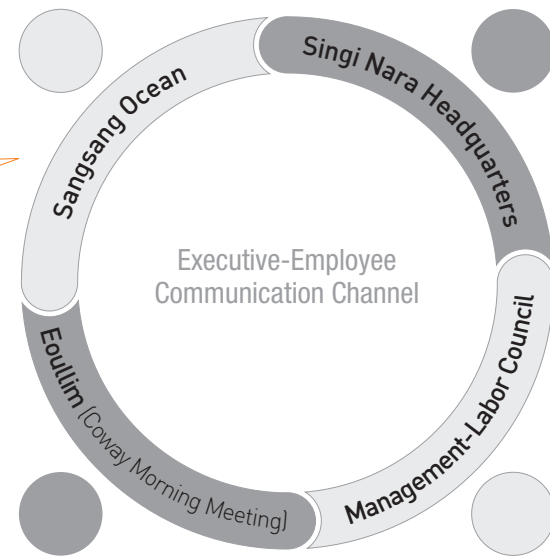 Sangsang Ocean
Singi Nara Headquarters
Executive-Employee
Communication Channel
Eoullim (Coway Morning Meeting)
Management-Labor Council